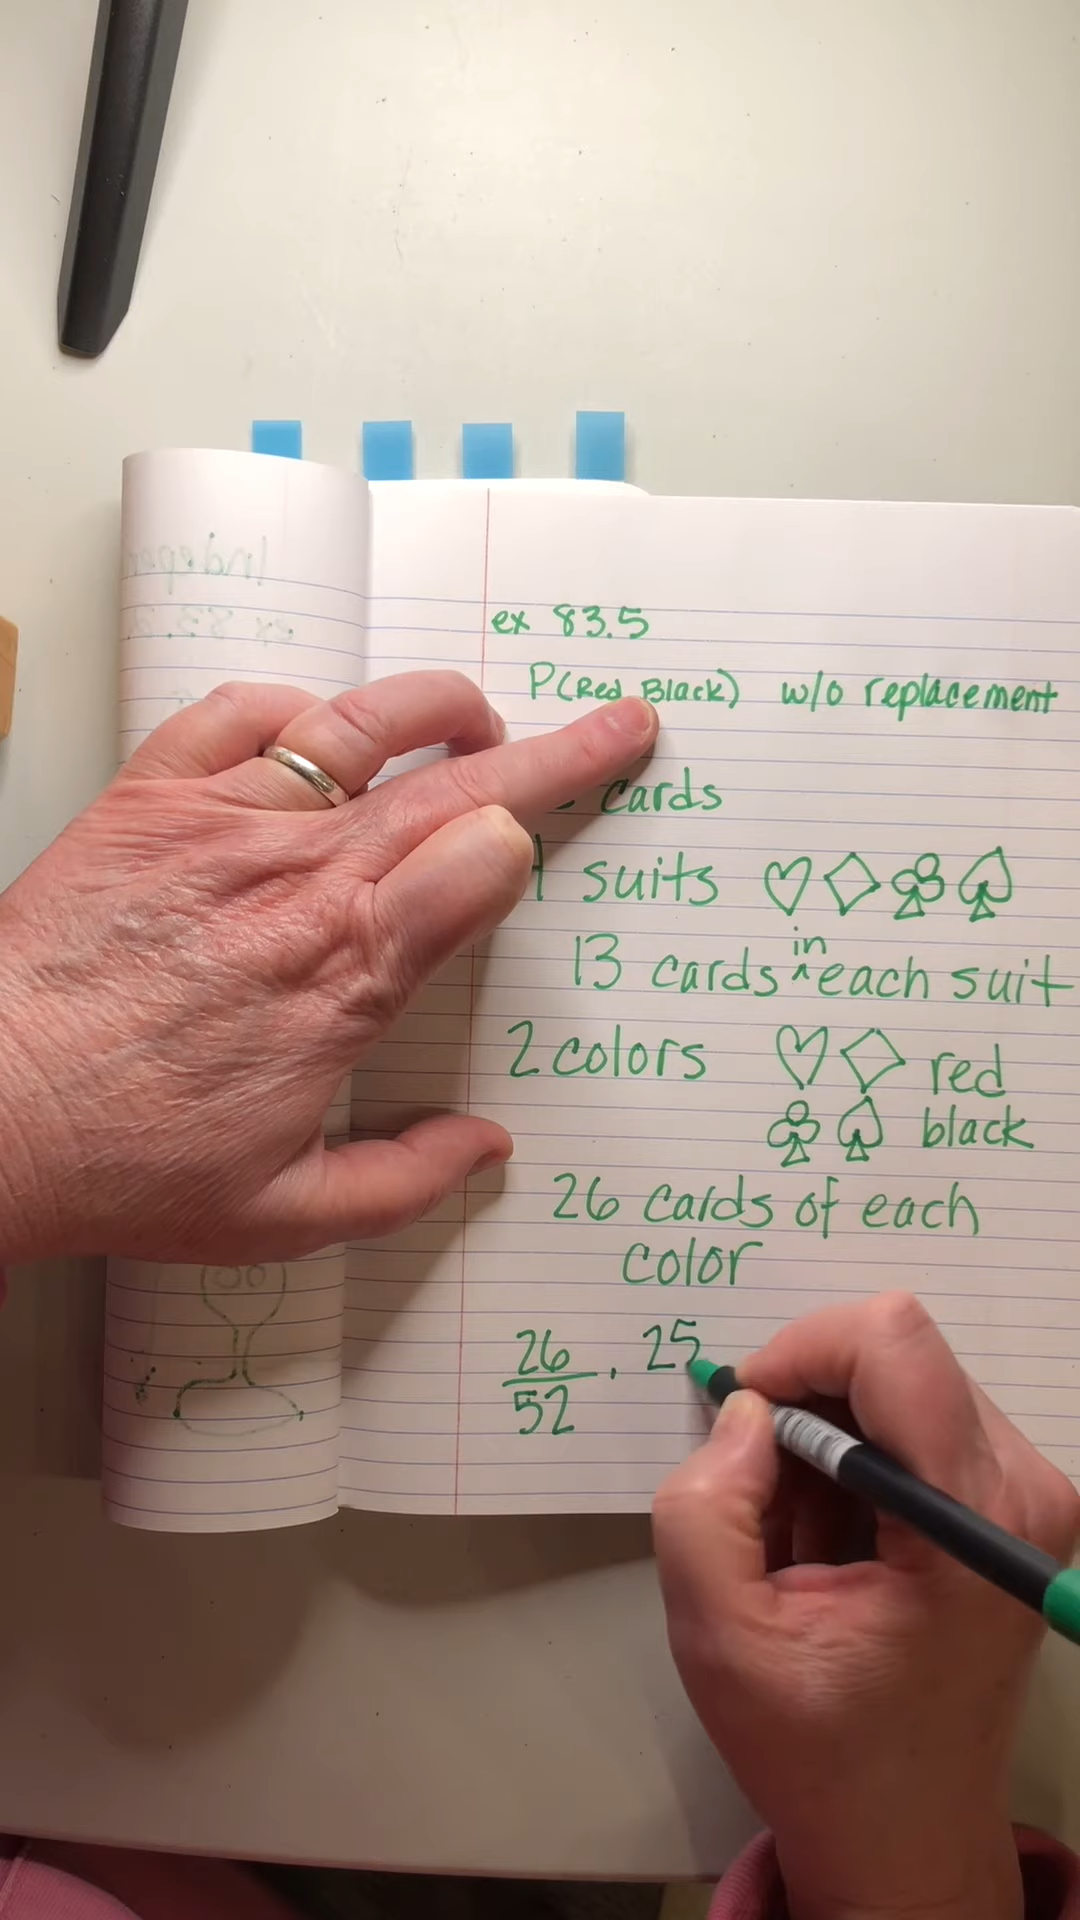 ex 83.5
P(Red Black) w/o replacement
cards
4 suits ♡◇♧♤
in
13 cards ^each suit
2 colors ♡◇ red
♧♤ black
26 cards of each
color
26 . 25
52